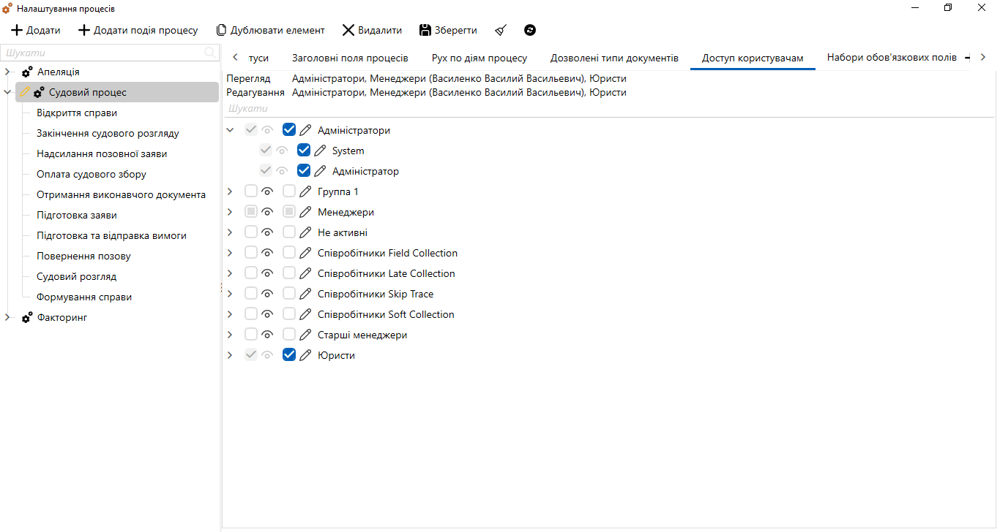 Налаштування процесів
Додати Додати подія процесу Дублювати елемент Видалити Зберегти
Шукати
Апеляція
Судовий процес
Відкриття справи
Закінчення судового розгляду
Надсилання позовної заяви
Оплата судового збору
Отримання виконавчого документа
Підготовка заяви
Підготовка та відправка вимоги
Повернення позову
Судовий розгляд
Формування справи
Факторинг
туси Заголовні поля процесів Рух по діям процесу Дозволені типи документів Доступ користувачам Набори обов'язкових полів
Перегляд Адміністратори, Менеджери (Василенко Василий Васильевич), Юристи
Редагування Адміністратори, Менеджери (Василенко Василий Васильевич), Юристи
Шукати
Адміністратори
System
Адміністратор
Группа 1
Менеджери
Не активні
Співробітники Field Collection
Співробітники Late Collection
Співробітники Skip Trace
Співробітники Soft Collection
Старші менеджери
Юристи